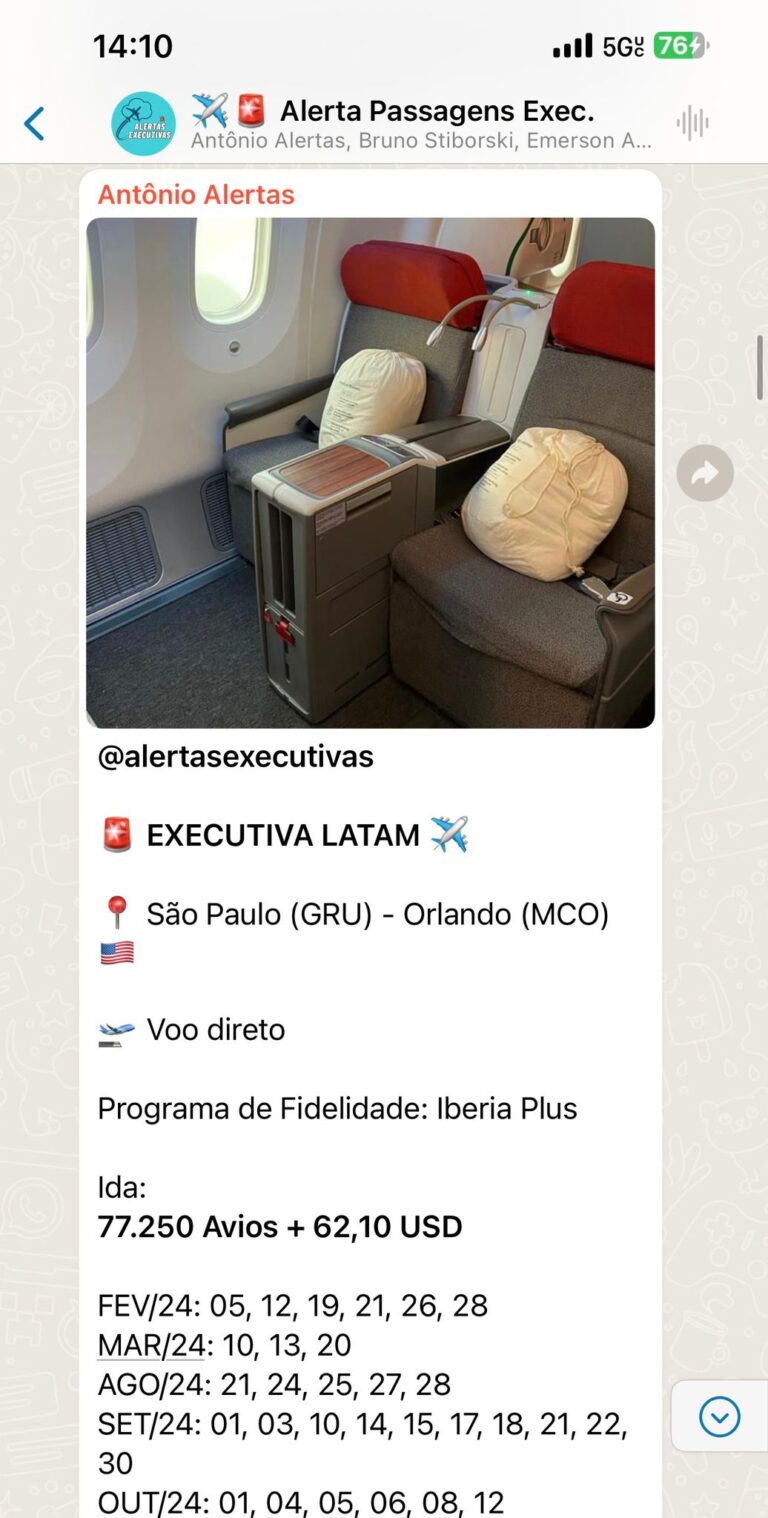 14:10
5G UC 76
✈️🚨 Alerta Passagens Exec.
ALERTAS
EXECUTIVAS
Antônio Alertas, Bruno Stiborski, Emerson A...
Antônio Alertas
@alertasexecutivas
🚨 EXECUTIVA LATAM ✈️
📍 São Paulo (GRU) - Orlando (MCO)
🇺🇸
🛫 Voo direto
Programa de Fidelidade: Iberia Plus
Ida:
77.250 Avios + 62,10 USD
FEV/24: 05, 12, 19, 21, 26, 28
MAR/24: 10, 13, 20
AGO/24: 21, 24, 25, 27, 28
SET/24: 01, 03, 10, 14, 15, 17, 18, 21, 22,
30
OUT/24: 01, 04, 05, 06, 08, 12